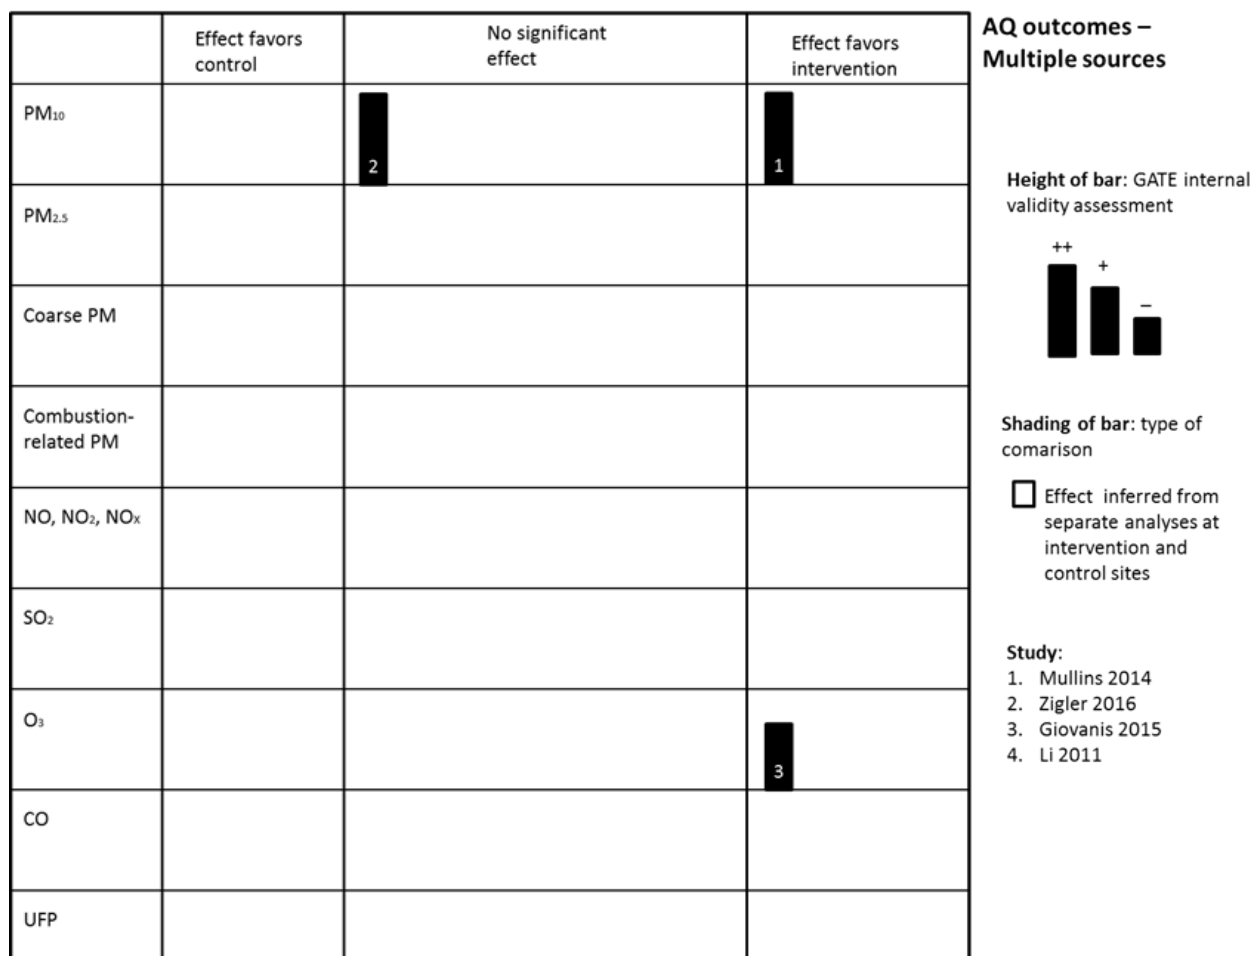 Effect favors
control
No significant
effect
Effect favors
intervention
PM₁₀
2
1
PM₂.₅
Coarse PM
Combustion-
related PM
NO, NO₂, NOₓ
SO₂
O₃
3
CO
UFP
AQ outcomes –
Multiple sources
Height of bar: GATE internal
validity assessment
++
+
–
Shading of bar: type of
comarison
Effect inferred from
separate analyses at
intervention and
control sites
Study:
1. Mullins 2014
2. Zigler 2016
3. Giovanis 2015
4. Li 2011